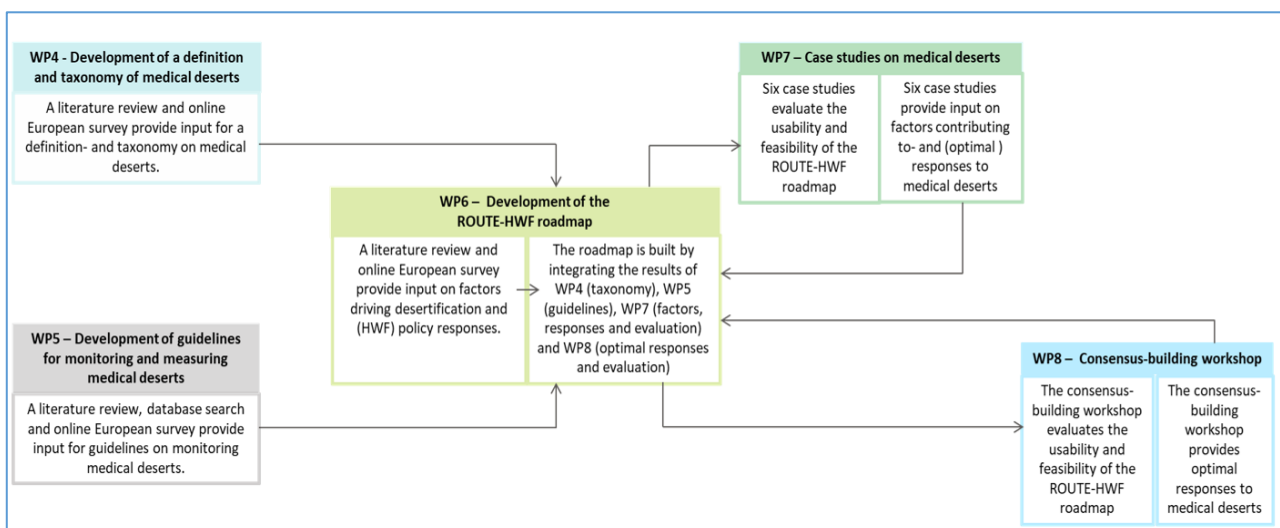 WP4 - Development of a definition
and taxonomy of medical deserts
A literature review and online
European survey provide input for a
definition- and taxonomy on medical
deserts.
WP7 – Case studies on medical deserts
Six case studies
evaluate the
usability and
feasibility of the
ROUTE-HWF
roadmap
Six case studies
provide input on
factors contributing
to- and (optimal )
responses to
medical deserts
WP6 – Development of the
ROUTE-HWF roadmap
A literature review and
online European survey
provide input on factors
driving desertification and
(HWF) policy responses.
The roadmap is built by
integrating the results of
WP4 (taxonomy), WP5
(guidelines), WP7 (factors,
responses and evaluation)
and WP8 (optimal responses
and evaluation)
WP5 – Development of guidelines
for monitoring and measuring
medical deserts
A literature review, database search
and online European survey provide
input for guidelines on monitoring
medical deserts.
WP8 – Consensus-building workshop
The consensus-
building workshop
evaluates the
usability and
feasibility of the
ROUTE-HWF
roadmap
The consensus-
building
workshop
provides
optimal
responses to
medical deserts